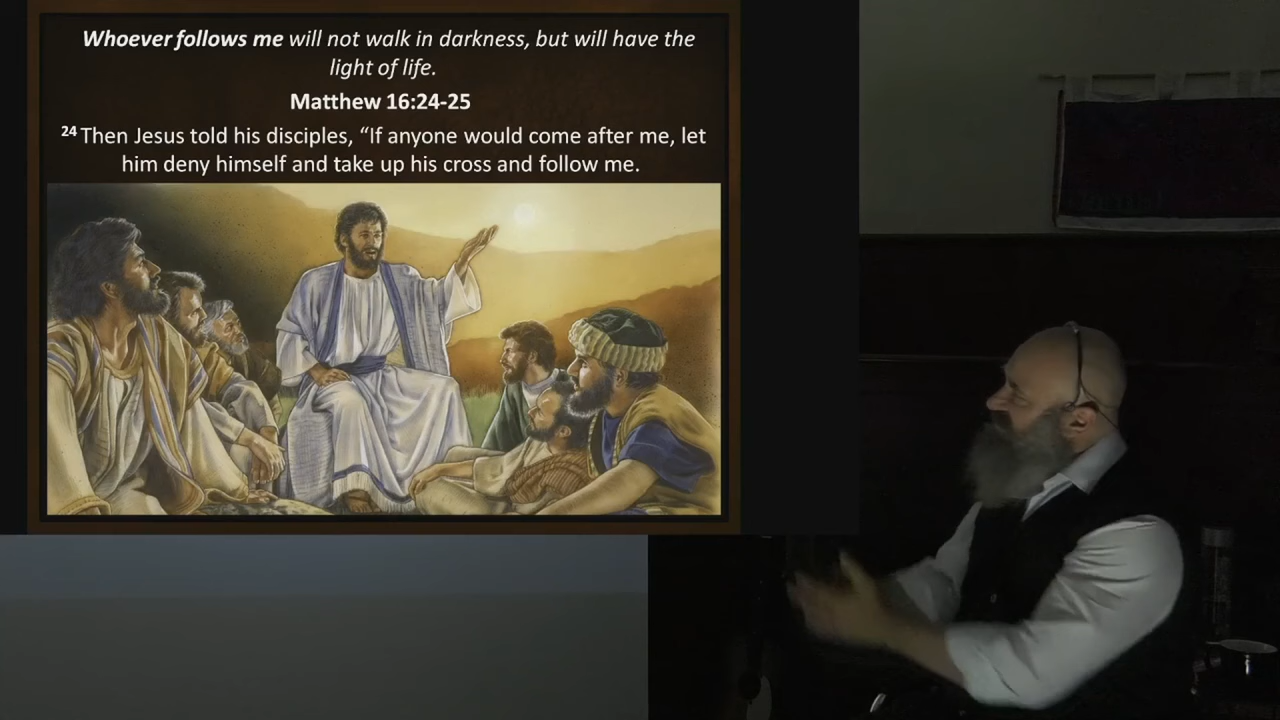 Whoever follows me will not walk in darkness, but will have the
light of life.
Matthew 16:24-25
24 Then Jesus told his disciples, “If anyone would come after me, let
him deny himself and take up his cross and follow me.